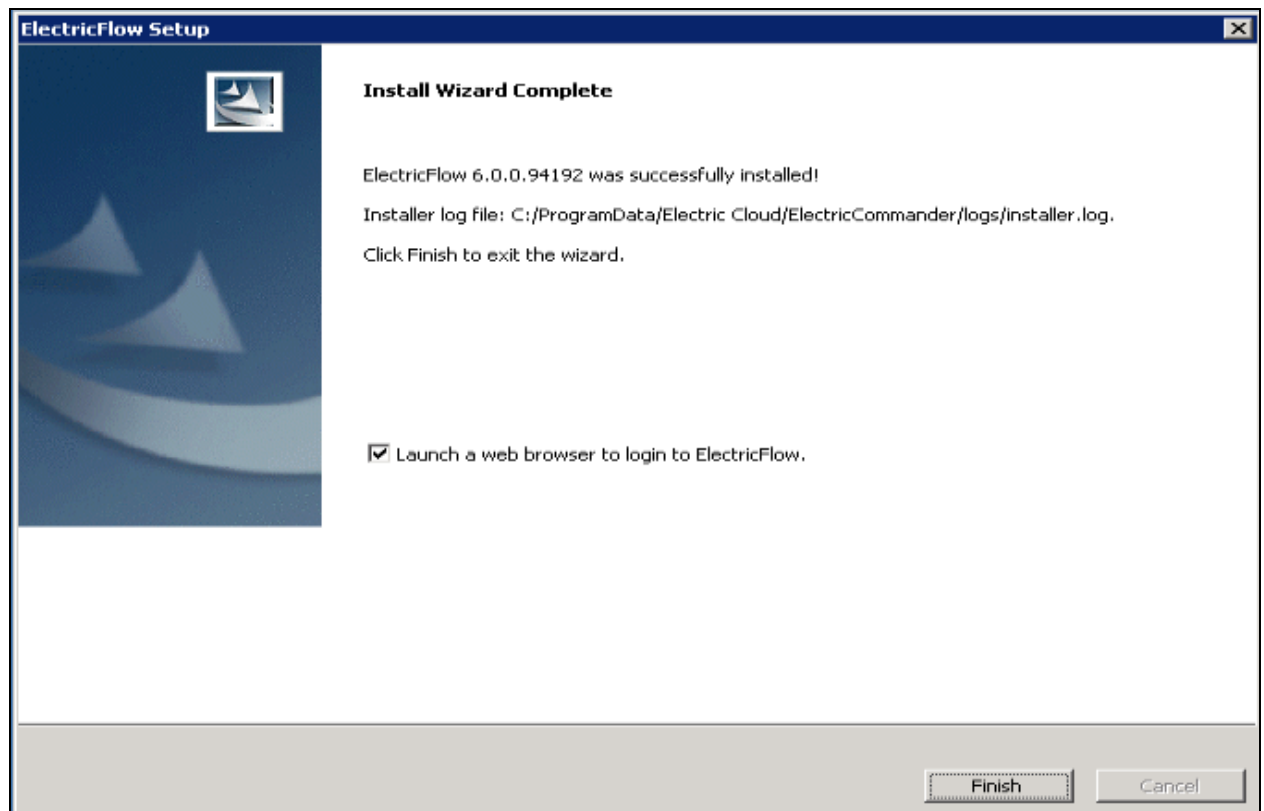 ElectricFlow Setup
Install Wizard Complete
ElectricFlow 6.0.0.94192 was successfully installed!
Installer log file: C:/ProgramData/Electric Cloud/ElectricCommander/logs/installer.log.
Click Finish to exit the wizard.
Launch a web browser to login to ElectricFlow.
Finish
Cancel